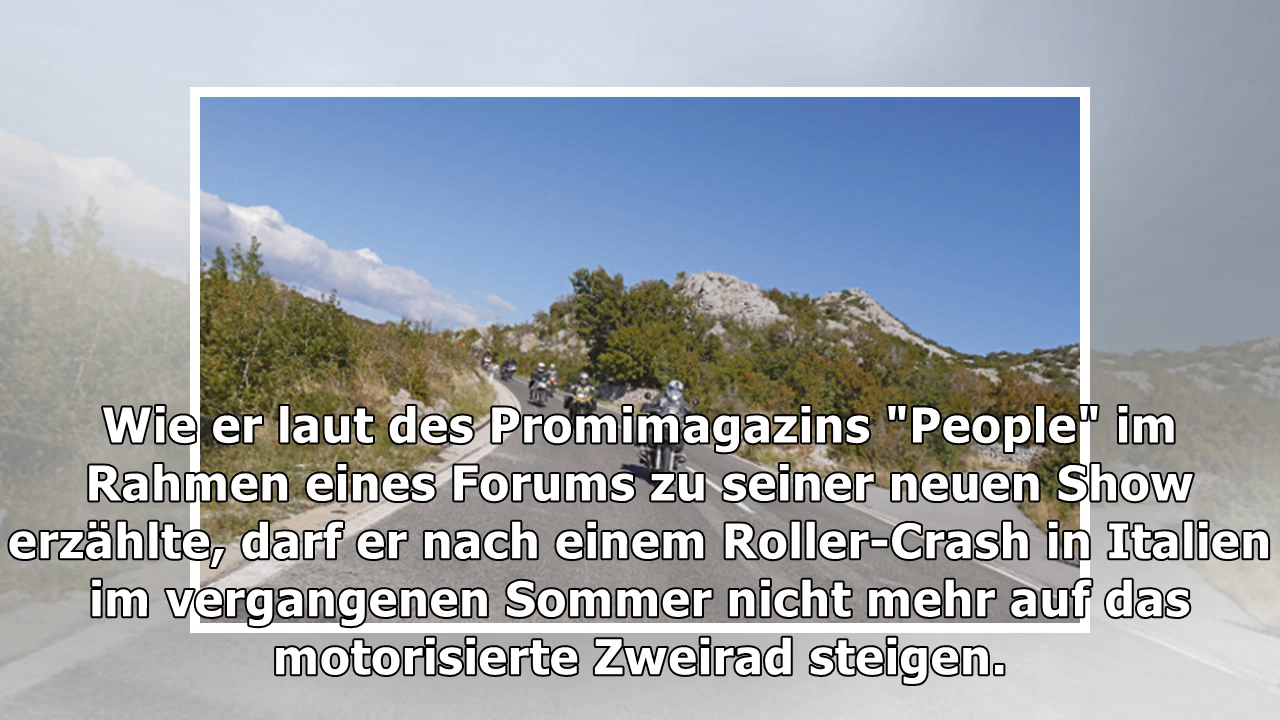 Wie er laut des Promimagazins "People" im
Rahmen eines Forums zu seiner neuen Show
erzählte, darf er nach einem Roller-Crash in Italien
im vergangenen Sommer nicht mehr auf das
motorisierte Zweirad steigen.